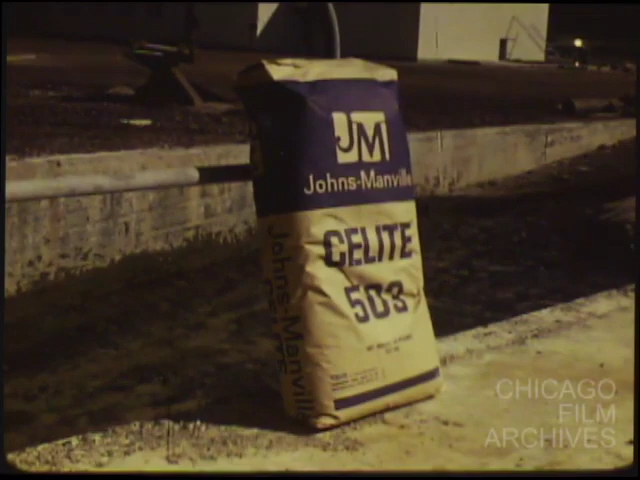 JM
Johns-Manville
CELITE
503
Johns-Manville
CHICAGO
FILM
ARCHIVES